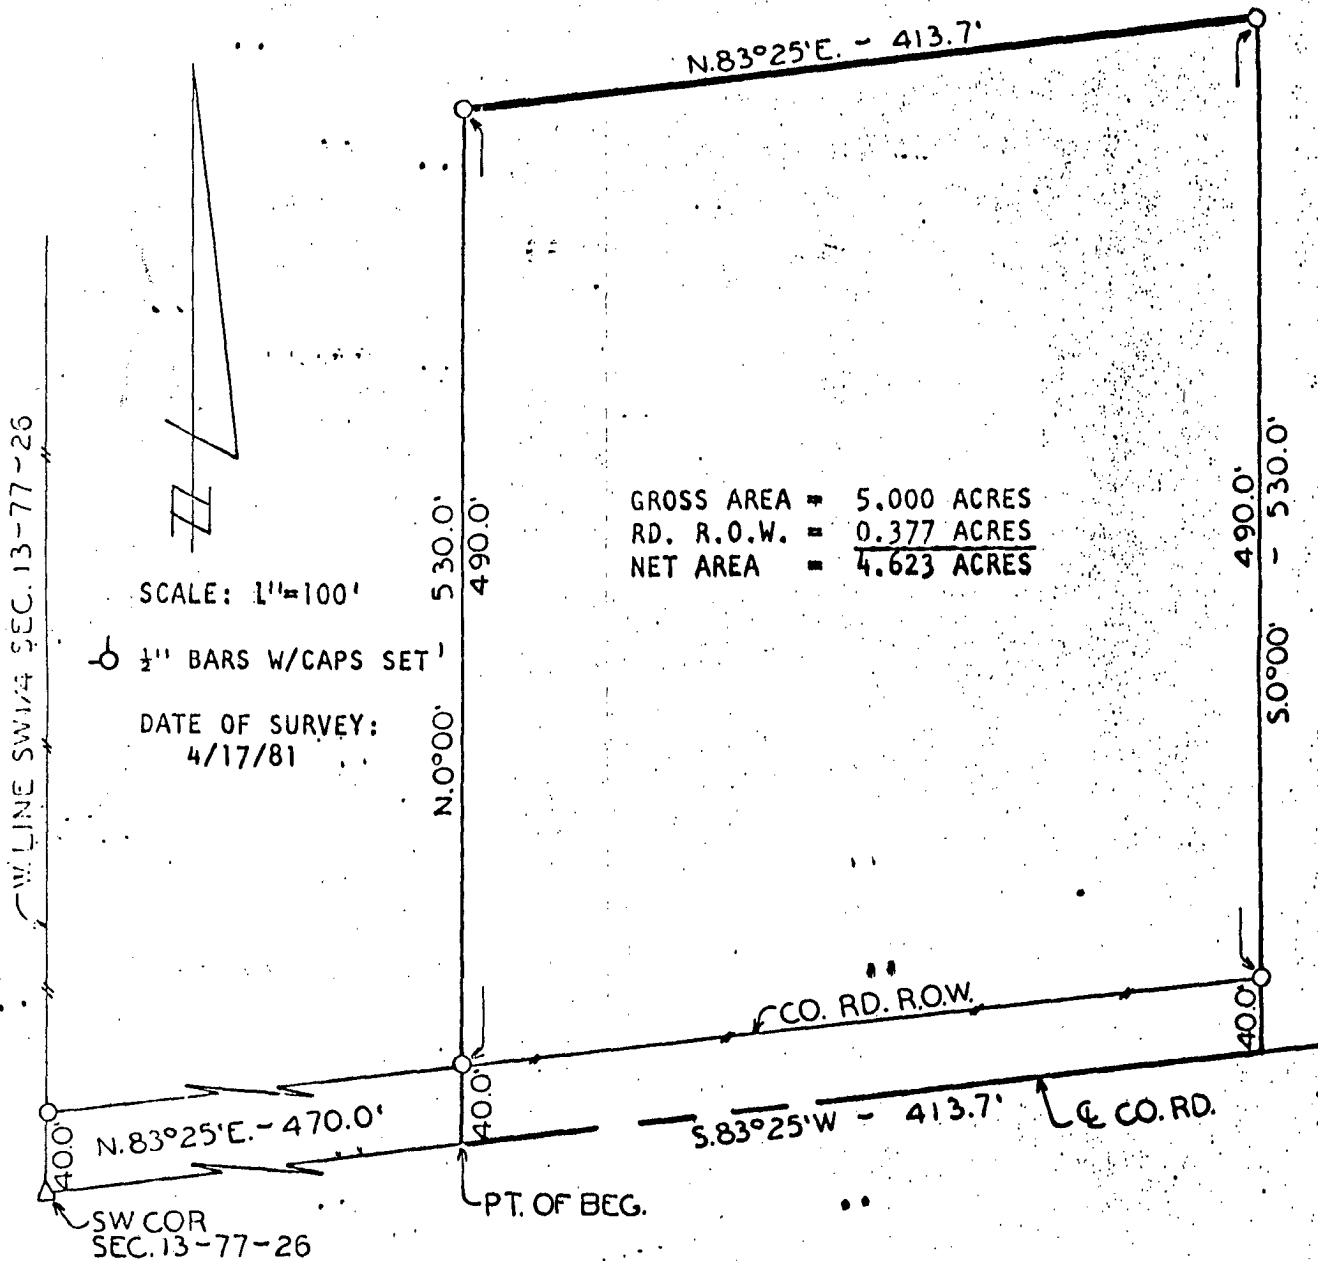 N.83°25'E. - 413.7'
W. LINE SW1/4 SEC. 13-77-26
530.0'
490.0'
N.0°00'
GROSS AREA = 5.000 ACRES
RD. R.O.W. = 0.377 ACRES
NET AREA = 4.623 ACRES
490.0'
S.0°00' - 530.0'
SCALE: 1"=100'
½" BARS W/CAPS SET
DATE OF SURVEY:
4/17/81
CO. RD. R.O.W.
40.0'
40.0'
40.0'
N.83°25'E. - 470.0'
S.83°25'W - 413.7'
℄ CO. RD.
PT. OF BEG.
SW COR
SEC. 13-77-26